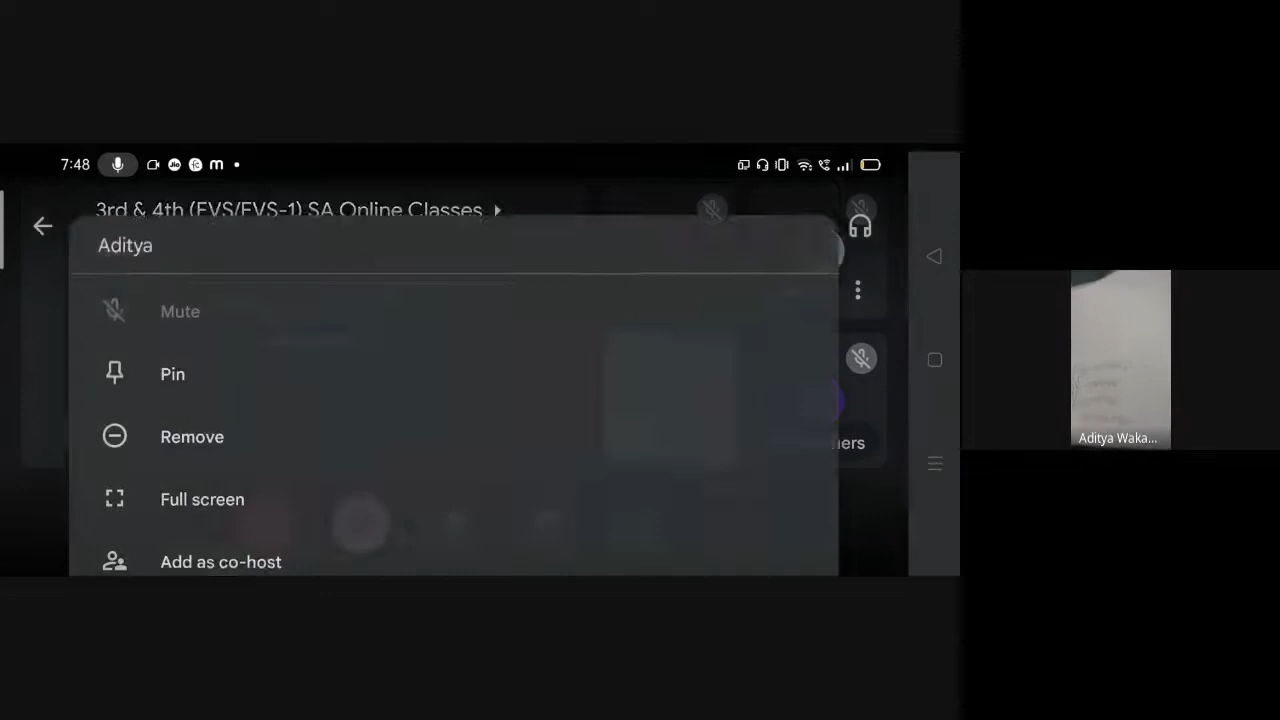 7:48
3rd & 4th (EVS/EVS-1) SA Online Classes
Aditya
Mute
Pin
Remove
Full screen
Add as co-host
Aditya Waka...